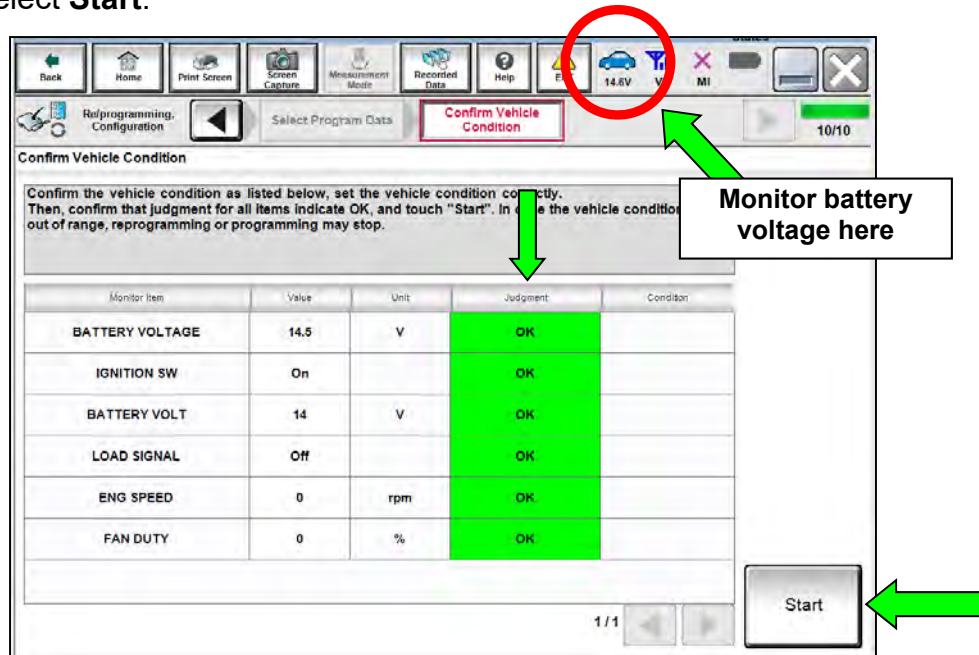 elect Start.
Back Home Print Screen Screen Capture Measurement Mode Recorded Data Help 14.6V V MI
Re/programming, Configuration Select Program Data Confirm Vehicle Condition 10/10
Confirm Vehicle Condition
Confirm the vehicle condition as listed below, set the vehicle condition correctly.
Then, confirm that judgment for all items indicate OK, and touch "Start". In the vehicle condition
out of range, reprogramming or programming may stop.
Monitor battery
voltage here
Monitor Item Value Unit Judgment Condition
BATTERY VOLTAGE 14.5 V OK
IGNITION SW On OK
BATTERY VOLT 14 V OK
LOAD SIGNAL Off OK
ENG SPEED 0 rpm OK
FAN DUTY 0 % OK
1/1
Start